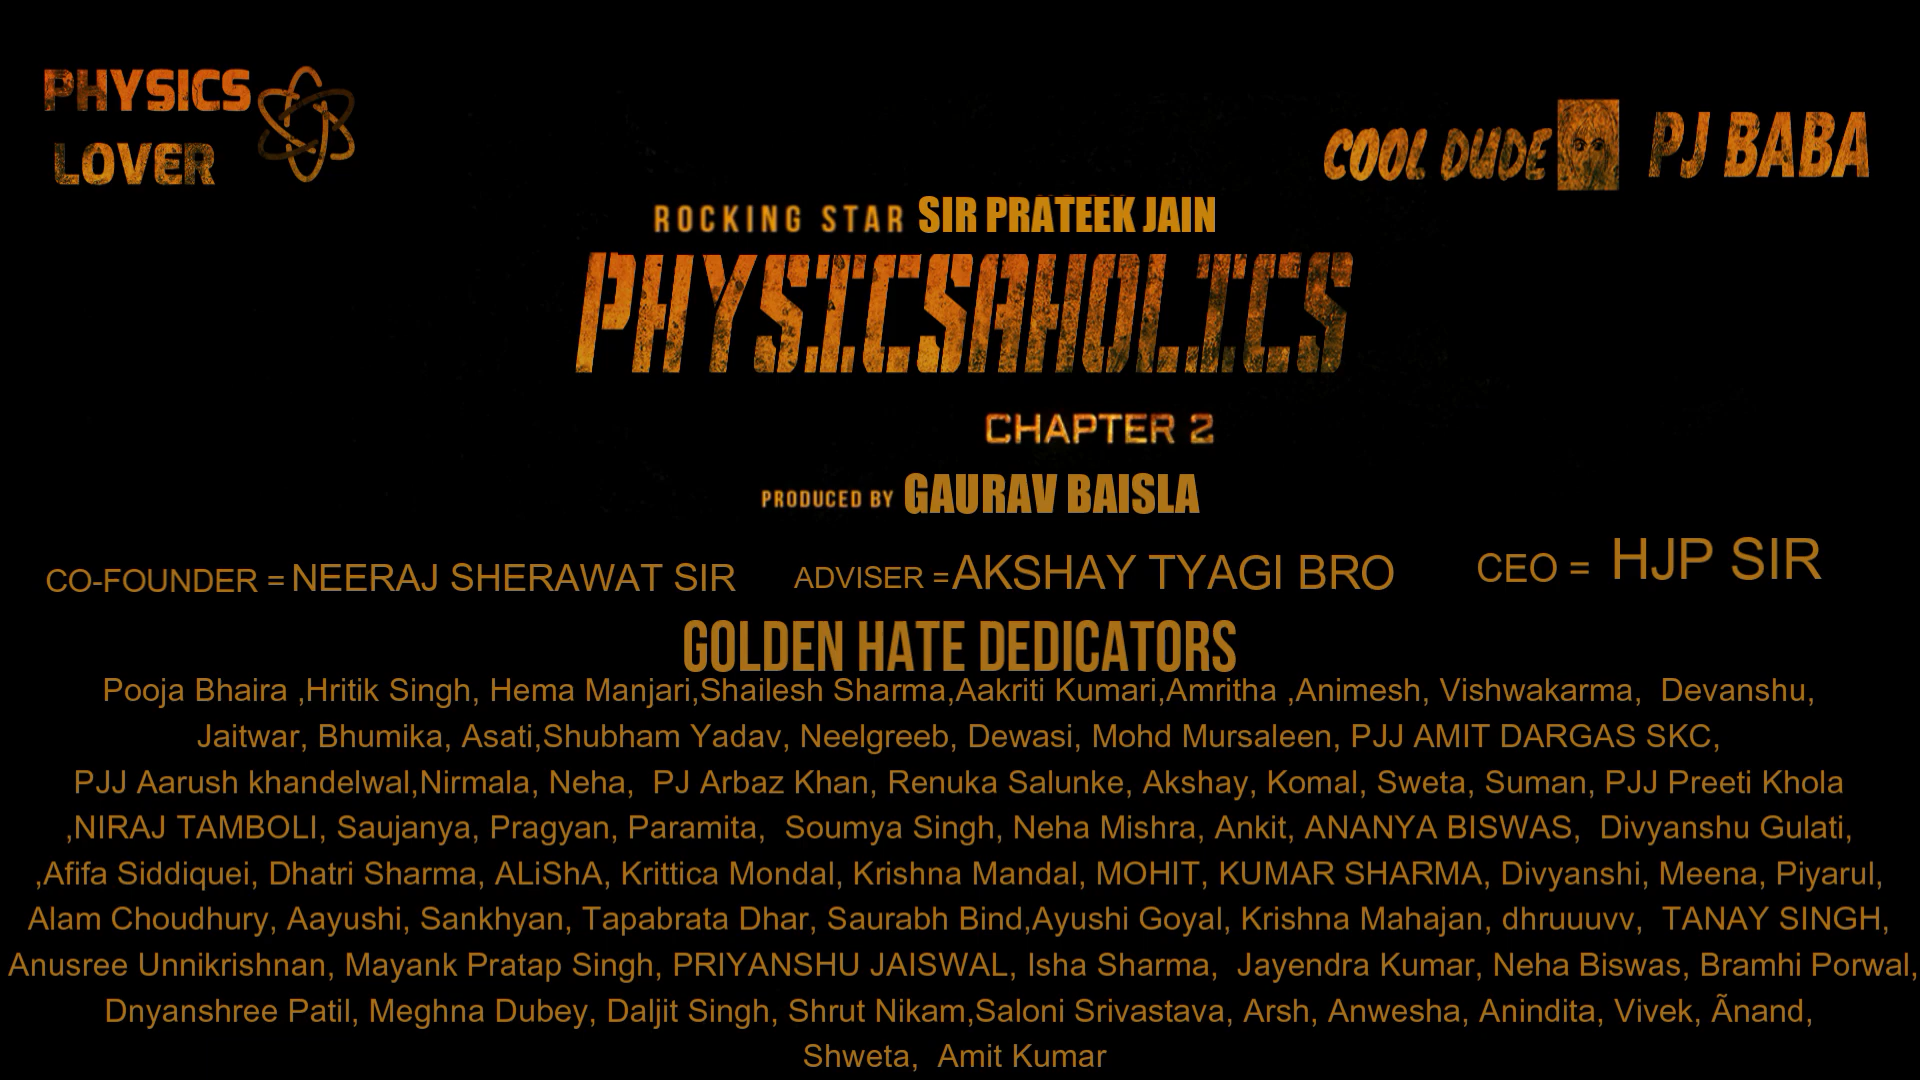 PHYSICS
LOVER
COOL DUDE PJ BABA
ROCKING STAR SIR PRATEEK JAIN
PHYSICSAHOLICS
CHAPTER 2
PRODUCED BY GAURAV BAISLA
CO-FOUNDER = NEERAJ SHERAWAT SIR ADVISER = AKSHAY TYAGI BRO CEO = HJP SIR
GOLDEN HATE DEDICATORS
Pooja Bhaira ,Hritik Singh, Hema Manjari,Shailesh Sharma,Aakriti Kumari,Amritha ,Animesh, Vishwakarma, Devanshu,
Jaitwar, Bhumika, Asati,Shubham Yadav, Neelgreeb, Dewasi, Mohd Mursaleen, PJJ AMIT DARGAS SKC,
PJJ Aarush khandelwal,Nirmala, Neha, PJ Arbaz Khan, Renuka Salunke, Akshay, Komal, Sweta, Suman, PJJ Preeti Khola
,NIRAJ TAMBOLI, Saujanya, Pragyan, Paramita, Soumya Singh, Neha Mishra, Ankit, ANANYA BISWAS, Divyanshu Gulati,
,Afifa Siddiquei, Dhatri Sharma, ALiShA, Krittica Mondal, Krishna Mandal, MOHIT, KUMAR SHARMA, Divyanshi, Meena, Piyarul,
Alam Choudhury, Aayushi, Sankhyan, Tapabrata Dhar, Saurabh Bind,Ayushi Goyal, Krishna Mahajan, dhruuuvv, TANAY SINGH,
Anusree Unnikrishnan, Mayank Pratap Singh, PRIYANSHU JAISWAL, Isha Sharma, Jayendra Kumar, Neha Biswas, Bramhi Porwal,
Dnyanshree Patil, Meghna Dubey, Daljit Singh, Shrut Nikam,Saloni Srivastava, Arsh, Anwesha, Anindita, Vivek, Ãnand,
Shweta, Amit Kumar